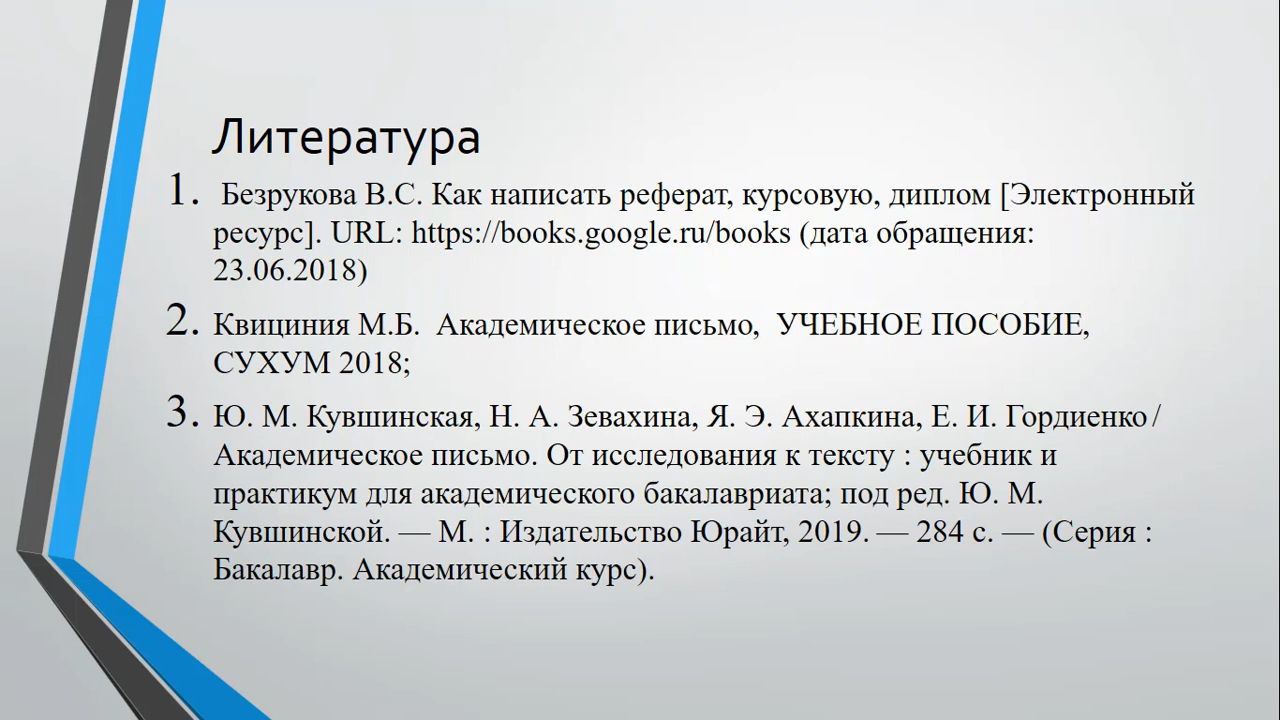 Литература
1. Безрукова В.С. Как написать реферат, курсовую, диплом [Электронный
ресурс]. URL: https://books.google.ru/books (дата обращения:
23.06.2018)
2. Квициния М.Б. Академическое письмо, УЧЕБНОЕ ПОСОБИЕ,
СУХУМ 2018;
3. Ю. М. Кувшинская, Н. А. Зевахина, Я. Э. Ахапкина, Е. И. Гордиенко /
Академическое письмо. От исследования к тексту : учебник и
практикум для академического бакалавриата; под ред. Ю. М.
Кувшинской. — М. : Издательство Юрайт, 2019. — 284 с. — (Серия :
Бакалавр. Академический курс).